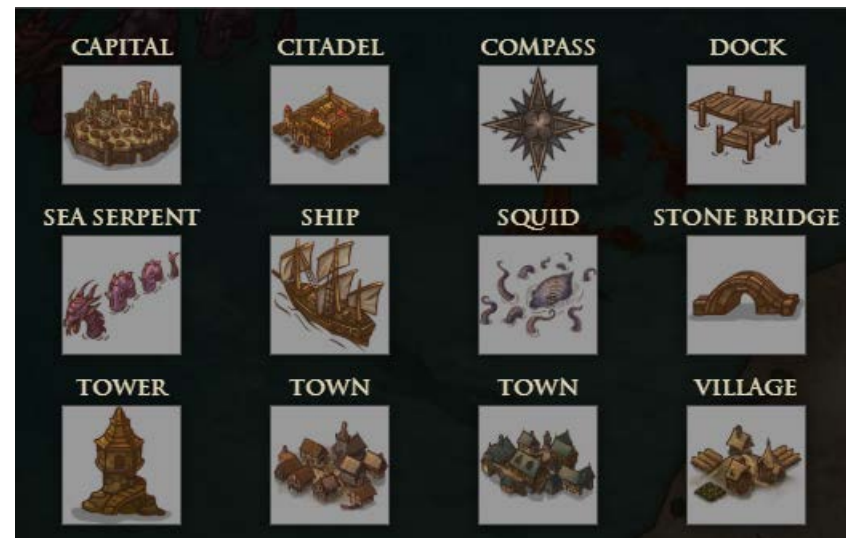 CAPITAL CITADEL COMPASS DOCK
SEA SERPENT SHIP SQUID STONE BRIDGE
TOWER TOWN TOWN VILLAGE